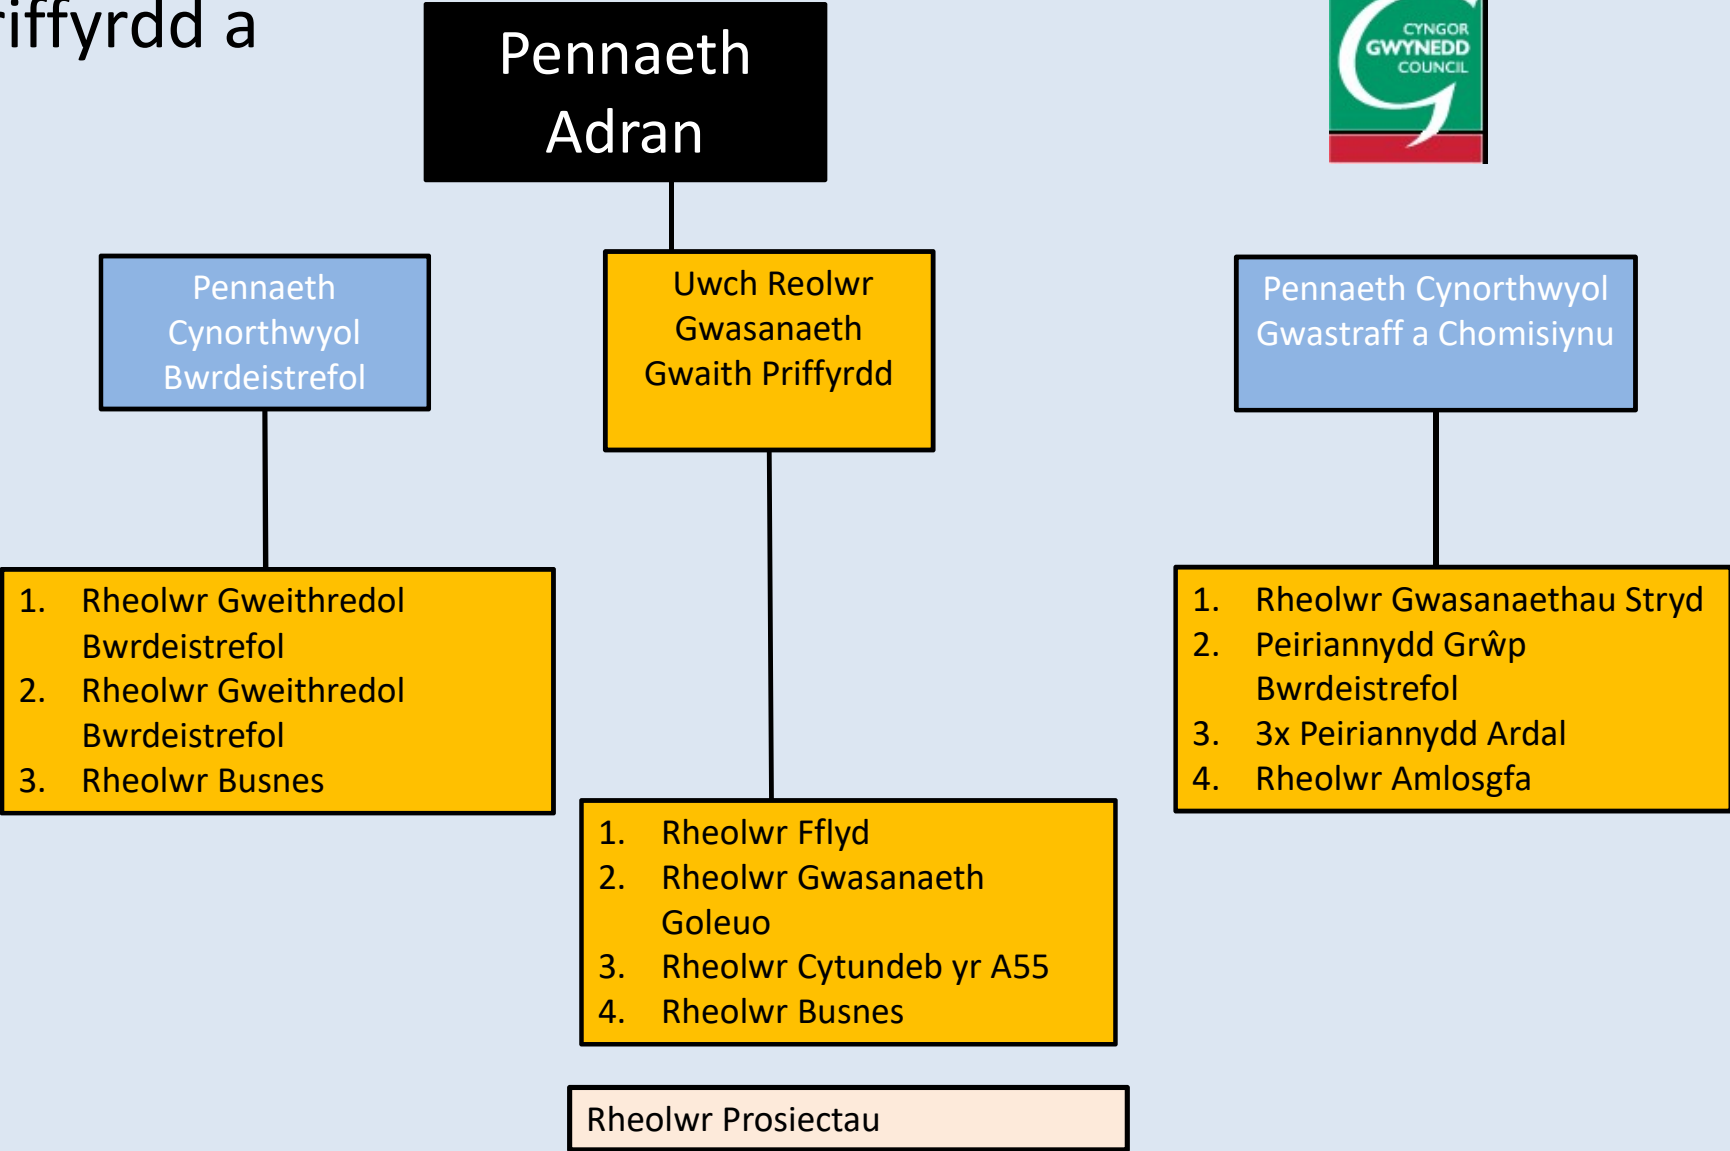 riffyrdd a
Pennaeth
Adran
CYNGOR
GWYNEDD
COUNCIL
Pennaeth
Cynorthwyol
Bwrdeistrefol
Uwch Reolwr
Gwasanaeth
Gwaith Priffyrdd
Pennaeth Cynorthwyol
Gwastraff a Chomisiynu
1. Rheolwr Gweithredol
Bwrdeistrefol
2. Rheolwr Gweithredol
Bwrdeistrefol
3. Rheolwr Busnes
1. Rheolwr Fflyd
2. Rheolwr Gwasanaeth
Goleuo
3. Rheolwr Cytundeb yr A55
4. Rheolwr Busnes
1. Rheolwr Gwasanaethau Stryd
2. Peiriannydd Grŵp
Bwrdeistrefol
3. 3x Peiriannydd Ardal
4. Rheolwr Amlosgfa
Rheolwr Prosiectau